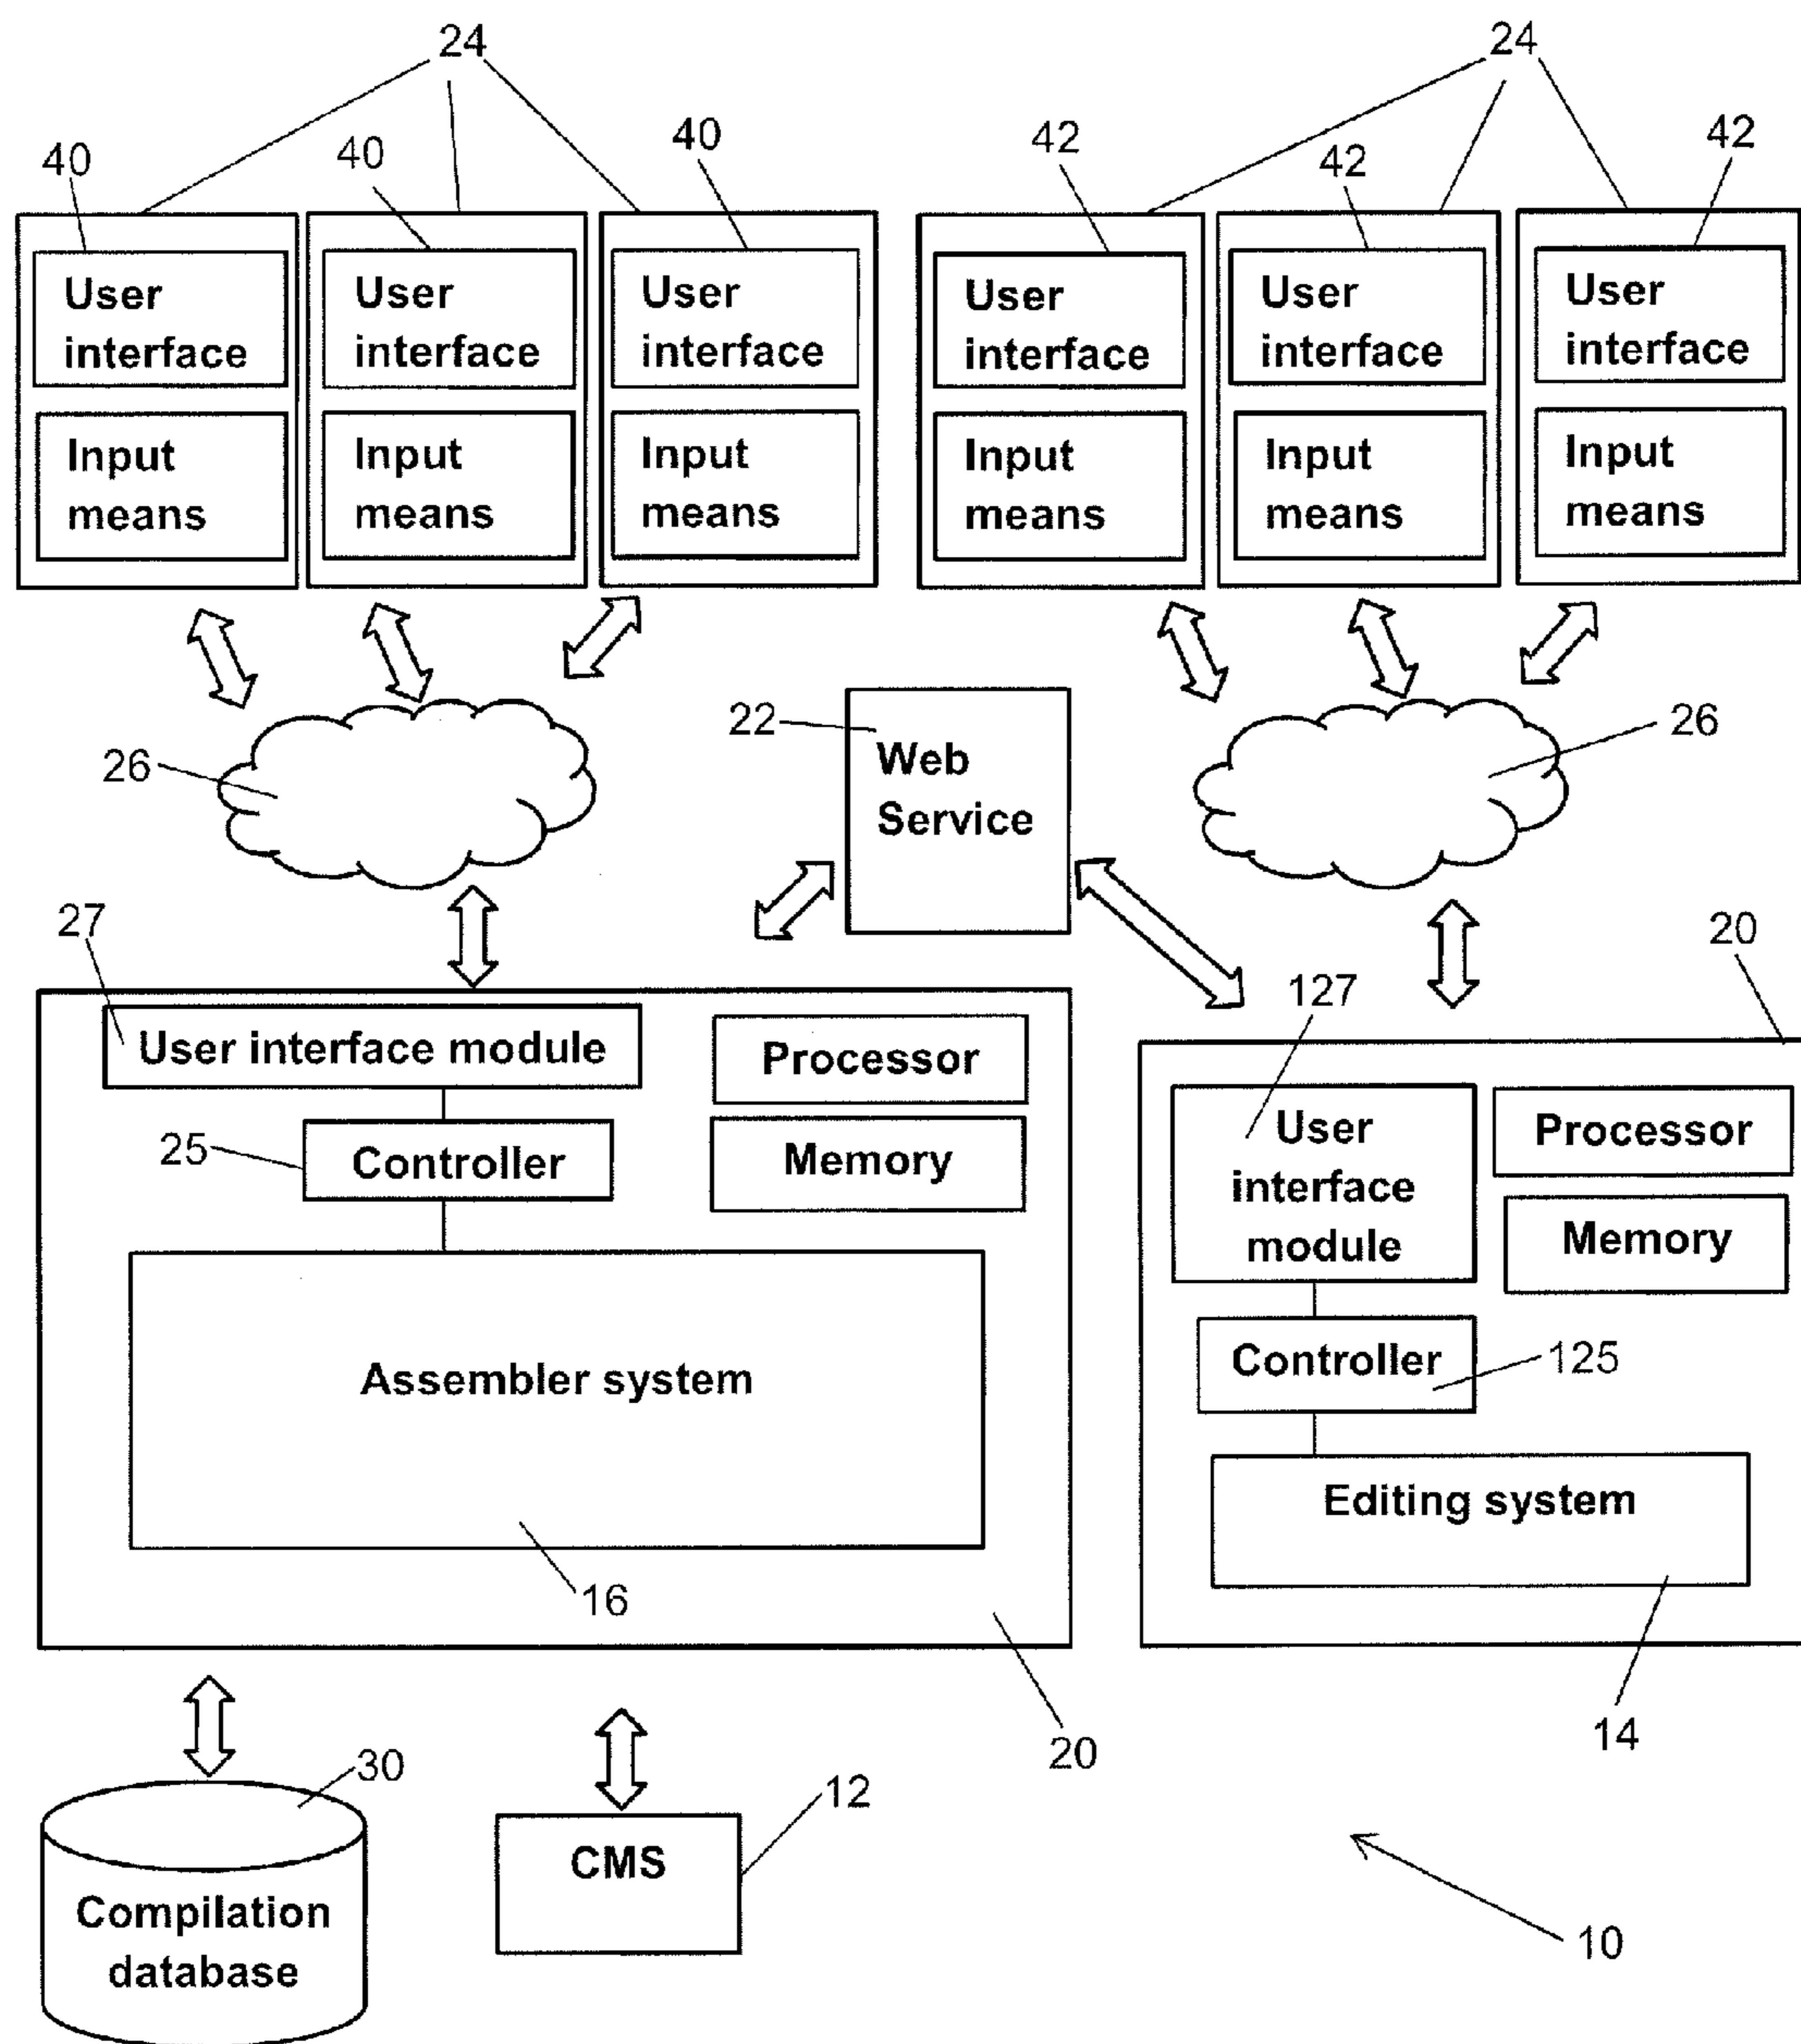 24
24
40
40
40
42
42
42
User
interface
User
interface
User
interface
User
interface
User
interface
User
interface
Input
means
Input
means
Input
means
Input
means
Input
means
Input
means
26
22
Web
Service
26
27
User interface module
Processor
25
Controller
Memory
Assembler system
16
20
20
127
User
interface
module
Processor
Memory
Controller
125
Editing system
14
30
Compilation
database
12
CMS
10